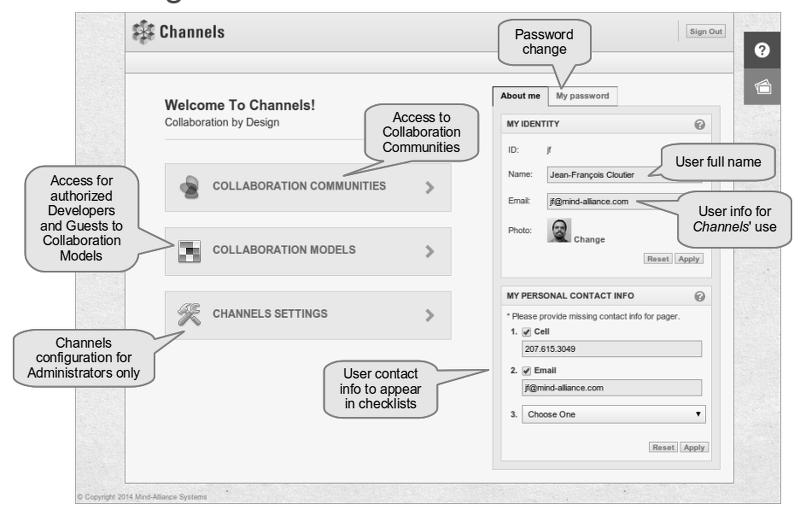 Channels
Sign Out
Password
change
Welcome To Channels!
Collaboration by Design
Access to
Collaboration
Communities
Access for
authorized
Developers
and Guests to
Collaboration
Models
COLLABORATION COMMUNITIES
COLLABORATION MODELS
CHANNELS SETTINGS
Channels
configuration for
Administrators only
About me
My password
MY IDENTITY
?
ID: jf
Name: Jean-François Cloutier
User full name
Email: jf@mind-alliance.com
User info for
Channels' use
Photo: Change
Reset Apply
MY PERSONAL CONTACT INFO
?
* Please provide missing contact info for pager.
1. Cell
207.615.3049
2. Email
jf@mind-alliance.com
3. Choose One
Reset Apply
User contact
info to appear
in checklists
?
© Copyright 2014 Mind-Alliance Systems